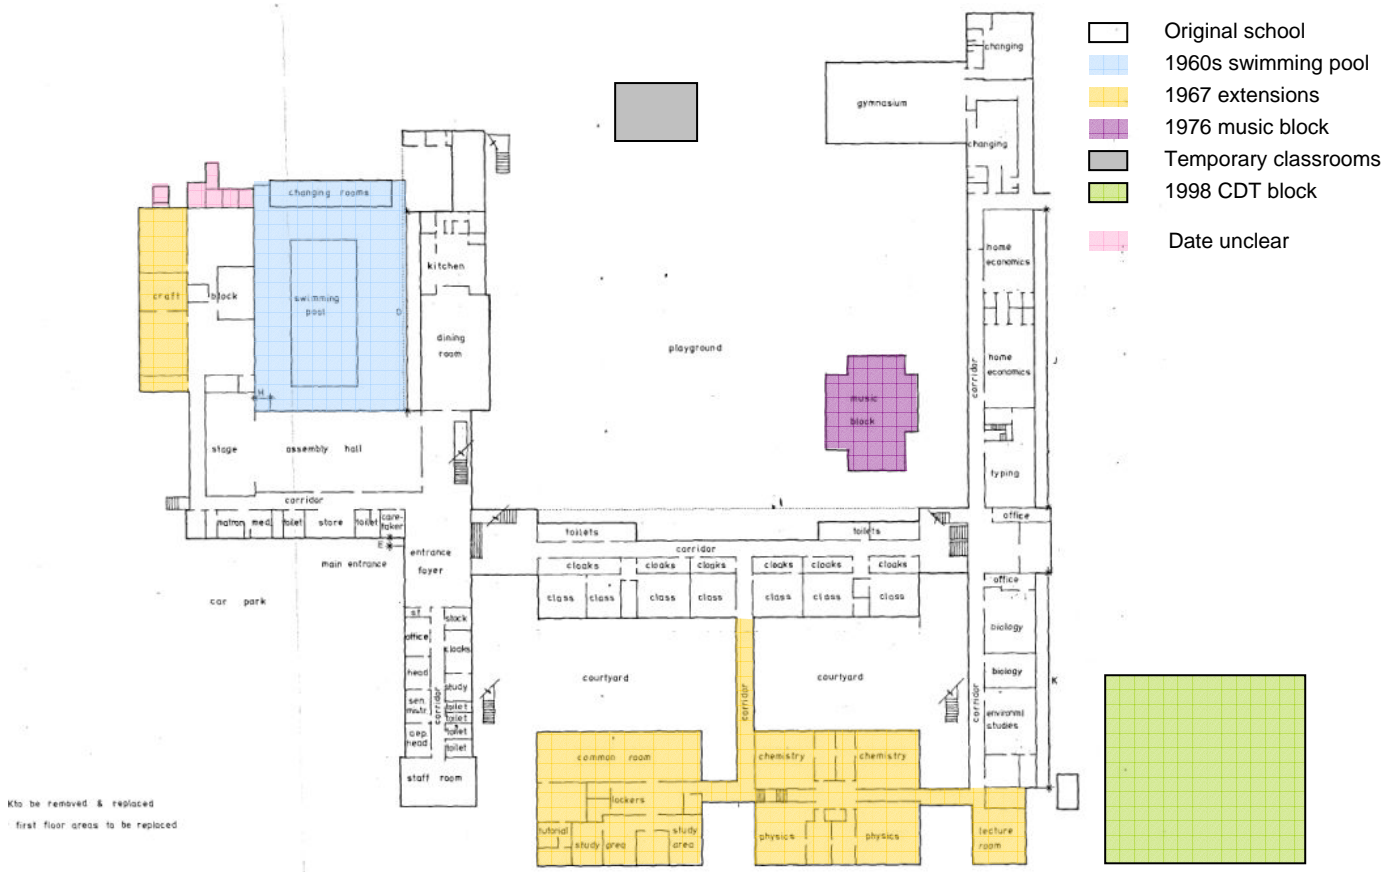 Original school
1960s swimming pool
1967 extensions
1976 music block
Temporary classrooms
1998 CDT block
Date unclear
changing
gymnasium
changing
changing rooms
home
economics
kitchen
craft
block
swimming
pool
D
dining
room
playground
corridor
home
economics
J
H
music
block
stage
assembly hall
typing
corridor
office
matron
med.
toilet
store
toilet
care-
taker
E
toilets
toilets
corridor
entrance
foyer
main entrance
cloaks
cloaks
cloaks
cloaks
cloaks
cloaks
office
car park
class
class
class
class
class
class
class
st
stock
office
cloaks
biology
head
courtyard
courtyard
biology
K
study
corridor
corridor
corridor
sen.
mistr.
toilet
toilet
environml
studies
dep.
head
toilet
toilet
common room
chemistry
chemistry
staff room
lockers
K to be removed & replaced
first floor areas to be replaced
tutorial
study area
study
area
physics
physics
lecture
room